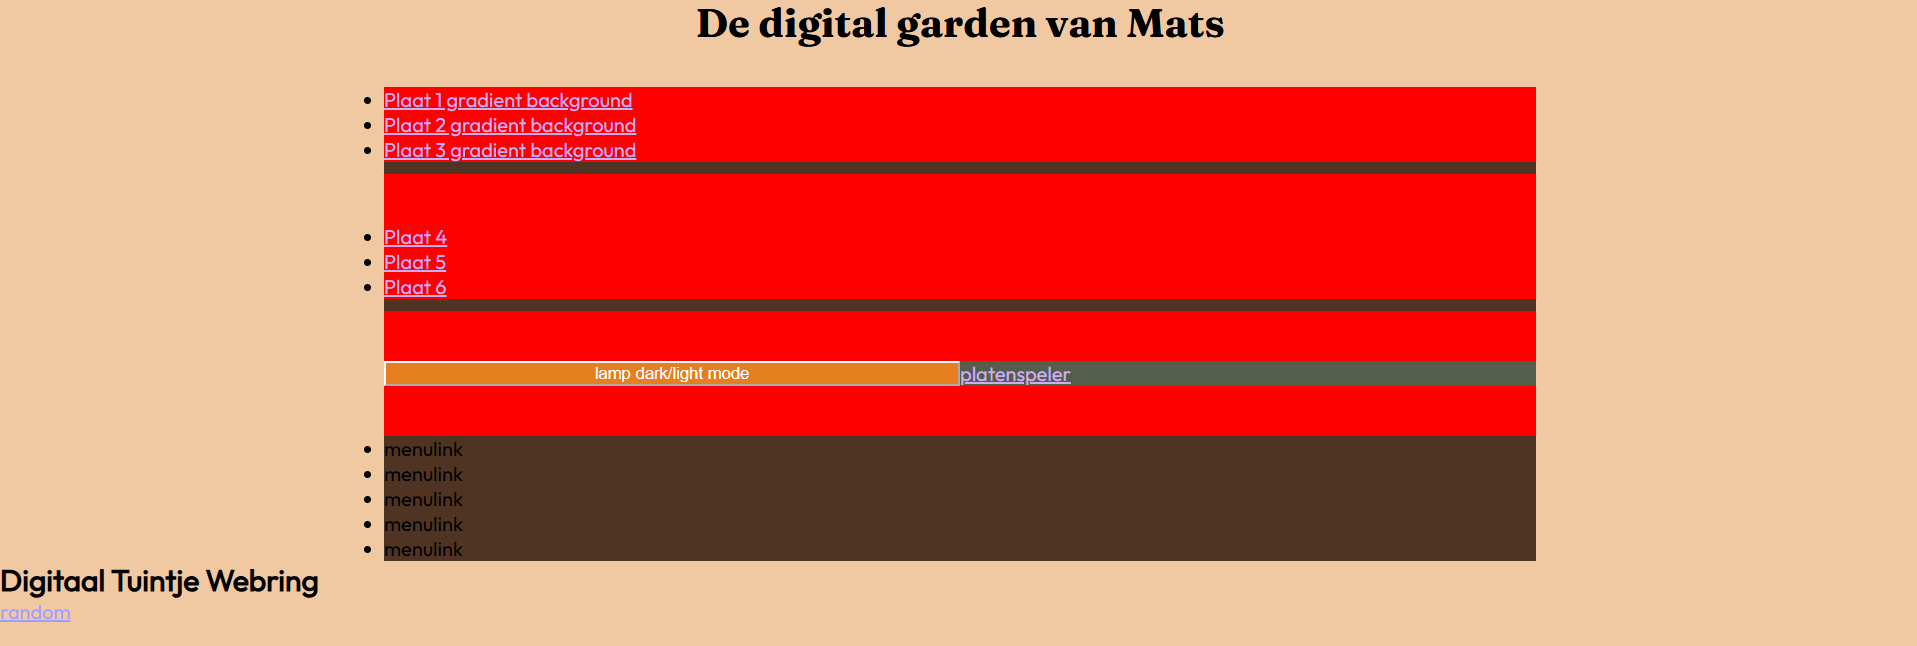 De digital garden van Mats
Plaat 1 gradient background
Plaat 2 gradient background
Plaat 3 gradient background
Plaat 4
Plaat 5
Plaat 6
lamp dark/light mode platenspeler
menulink
menulink
menulink
menulink
menulink
Digitaal Tuintje Webring
random